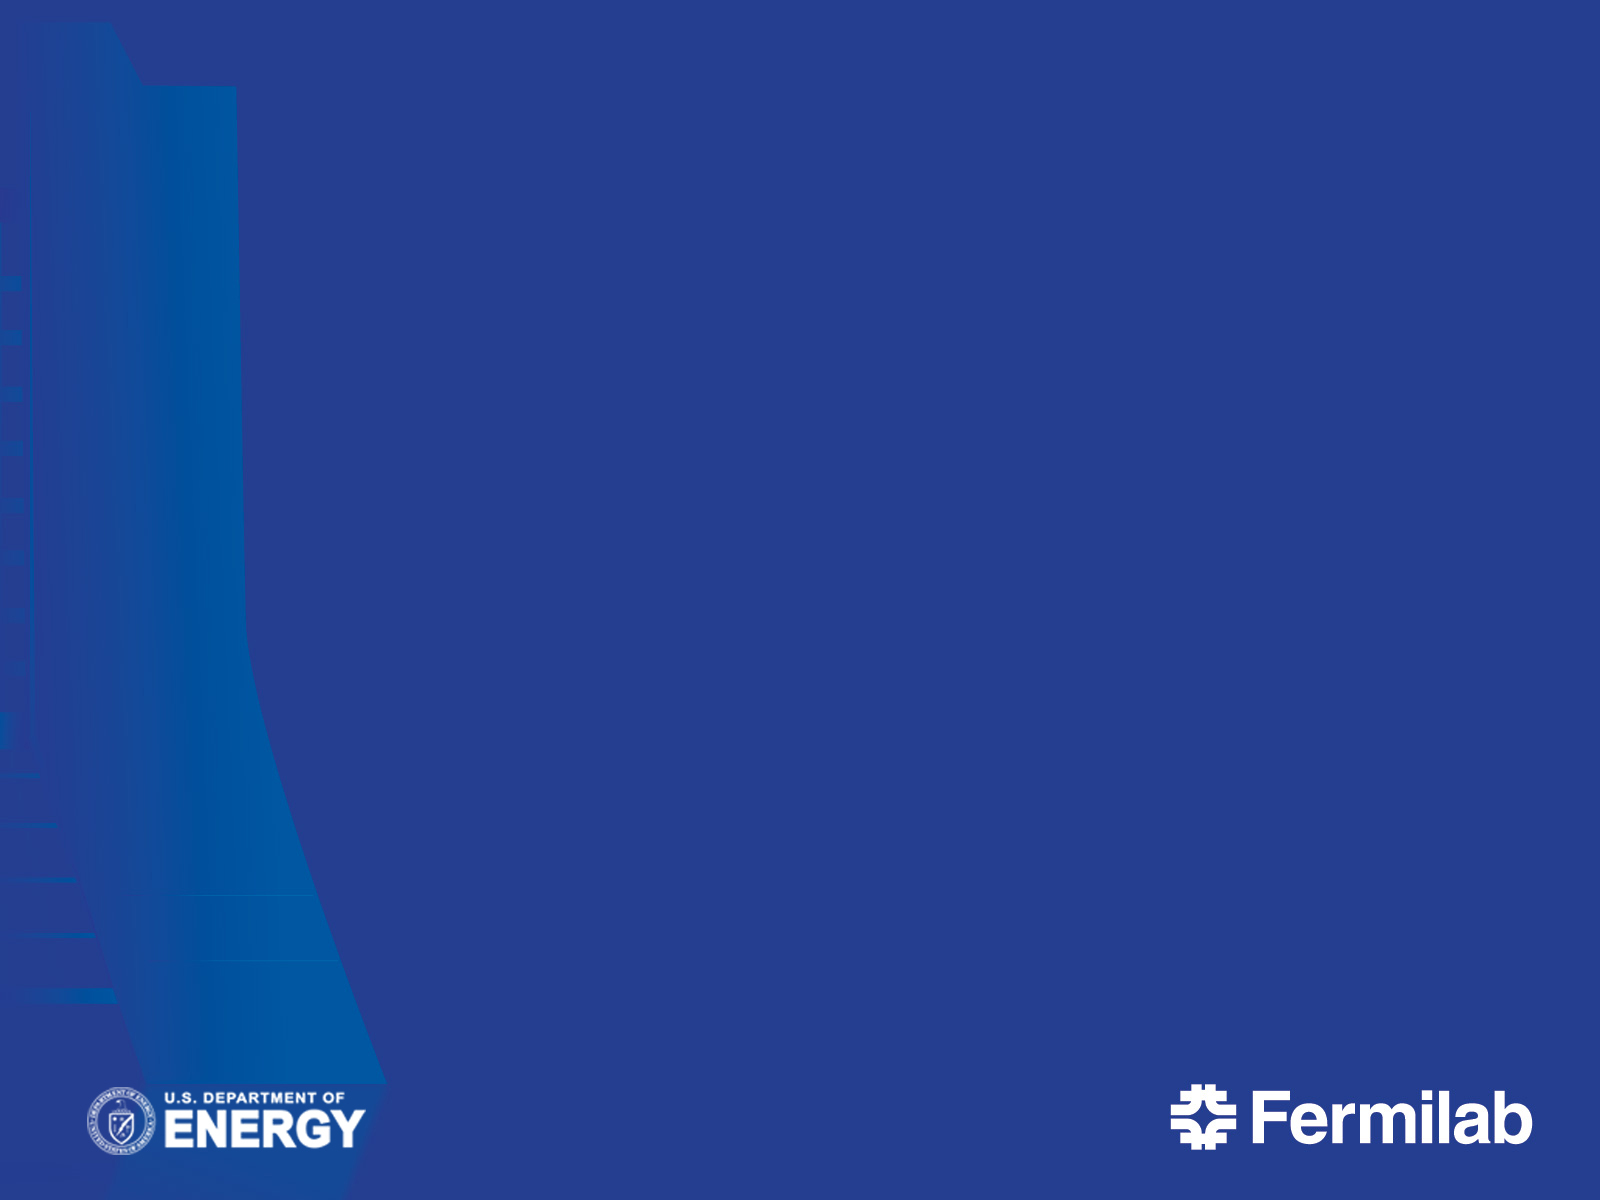 U.S. DEPARTMENT OF
ENERGY
Fermilab